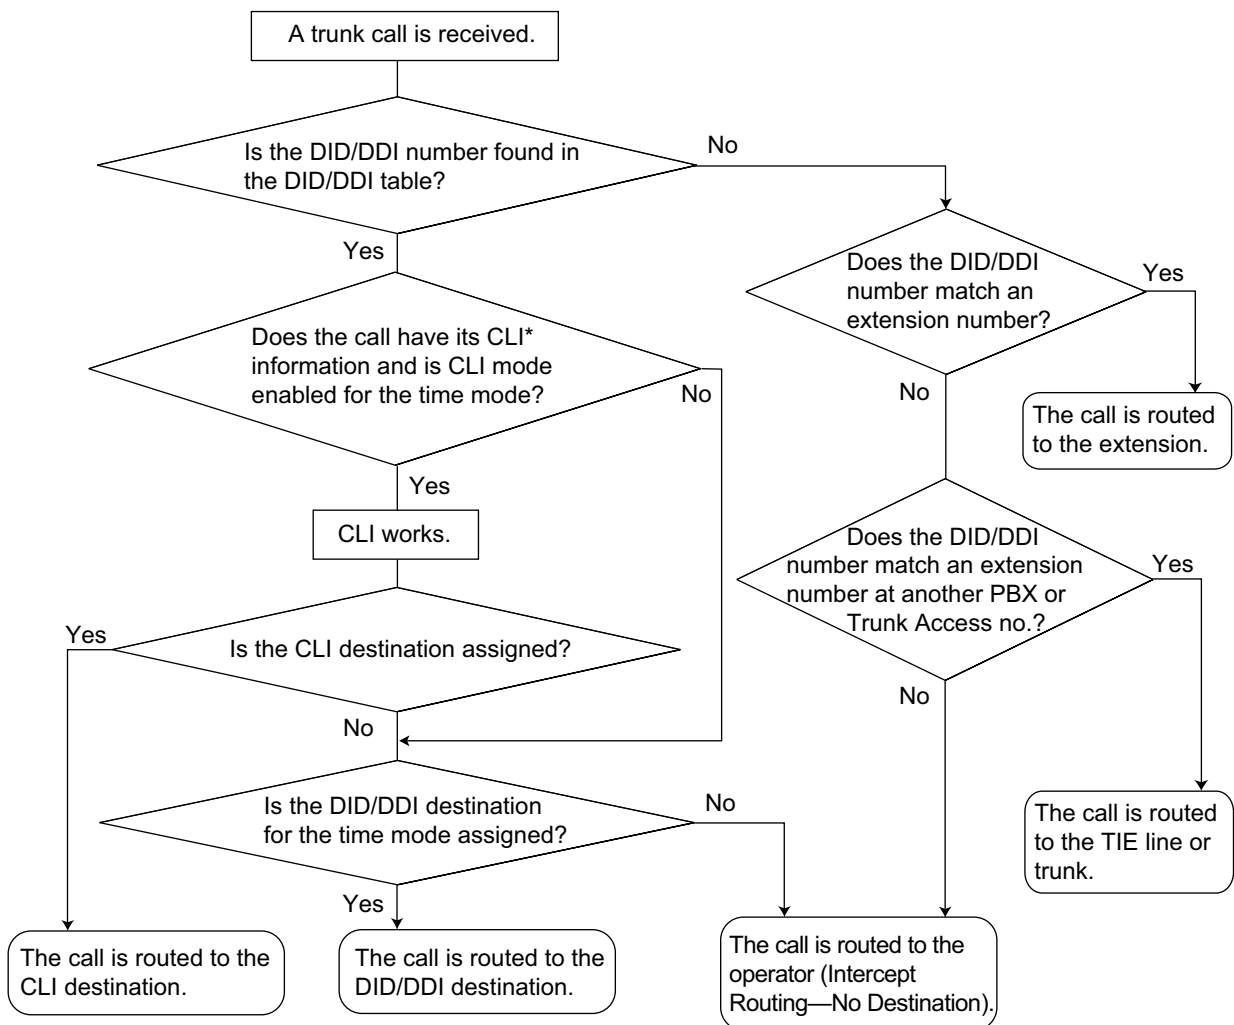 A trunk call is received.
Is the DID/DDI number found in
the DID/DDI table?
No
Yes
Does the DID/DDI
number match an
extension number?
Yes
No
The call is routed
to the extension.
Does the call have its CLI*
information and is CLI mode
enabled for the time mode?
No
Yes
CLI works.
Does the DID/DDI
number match an extension
number at another PBX or
Trunk Access no.?
Yes
No
Is the CLI destination assigned?
Yes
No
Is the DID/DDI destination
for the time mode assigned?
No
Yes
The call is routed
to the TIE line or
trunk.
The call is routed to the
CLI destination.
The call is routed to the
DID/DDI destination.
The call is routed to the
operator (Intercept
Routing—No Destination).